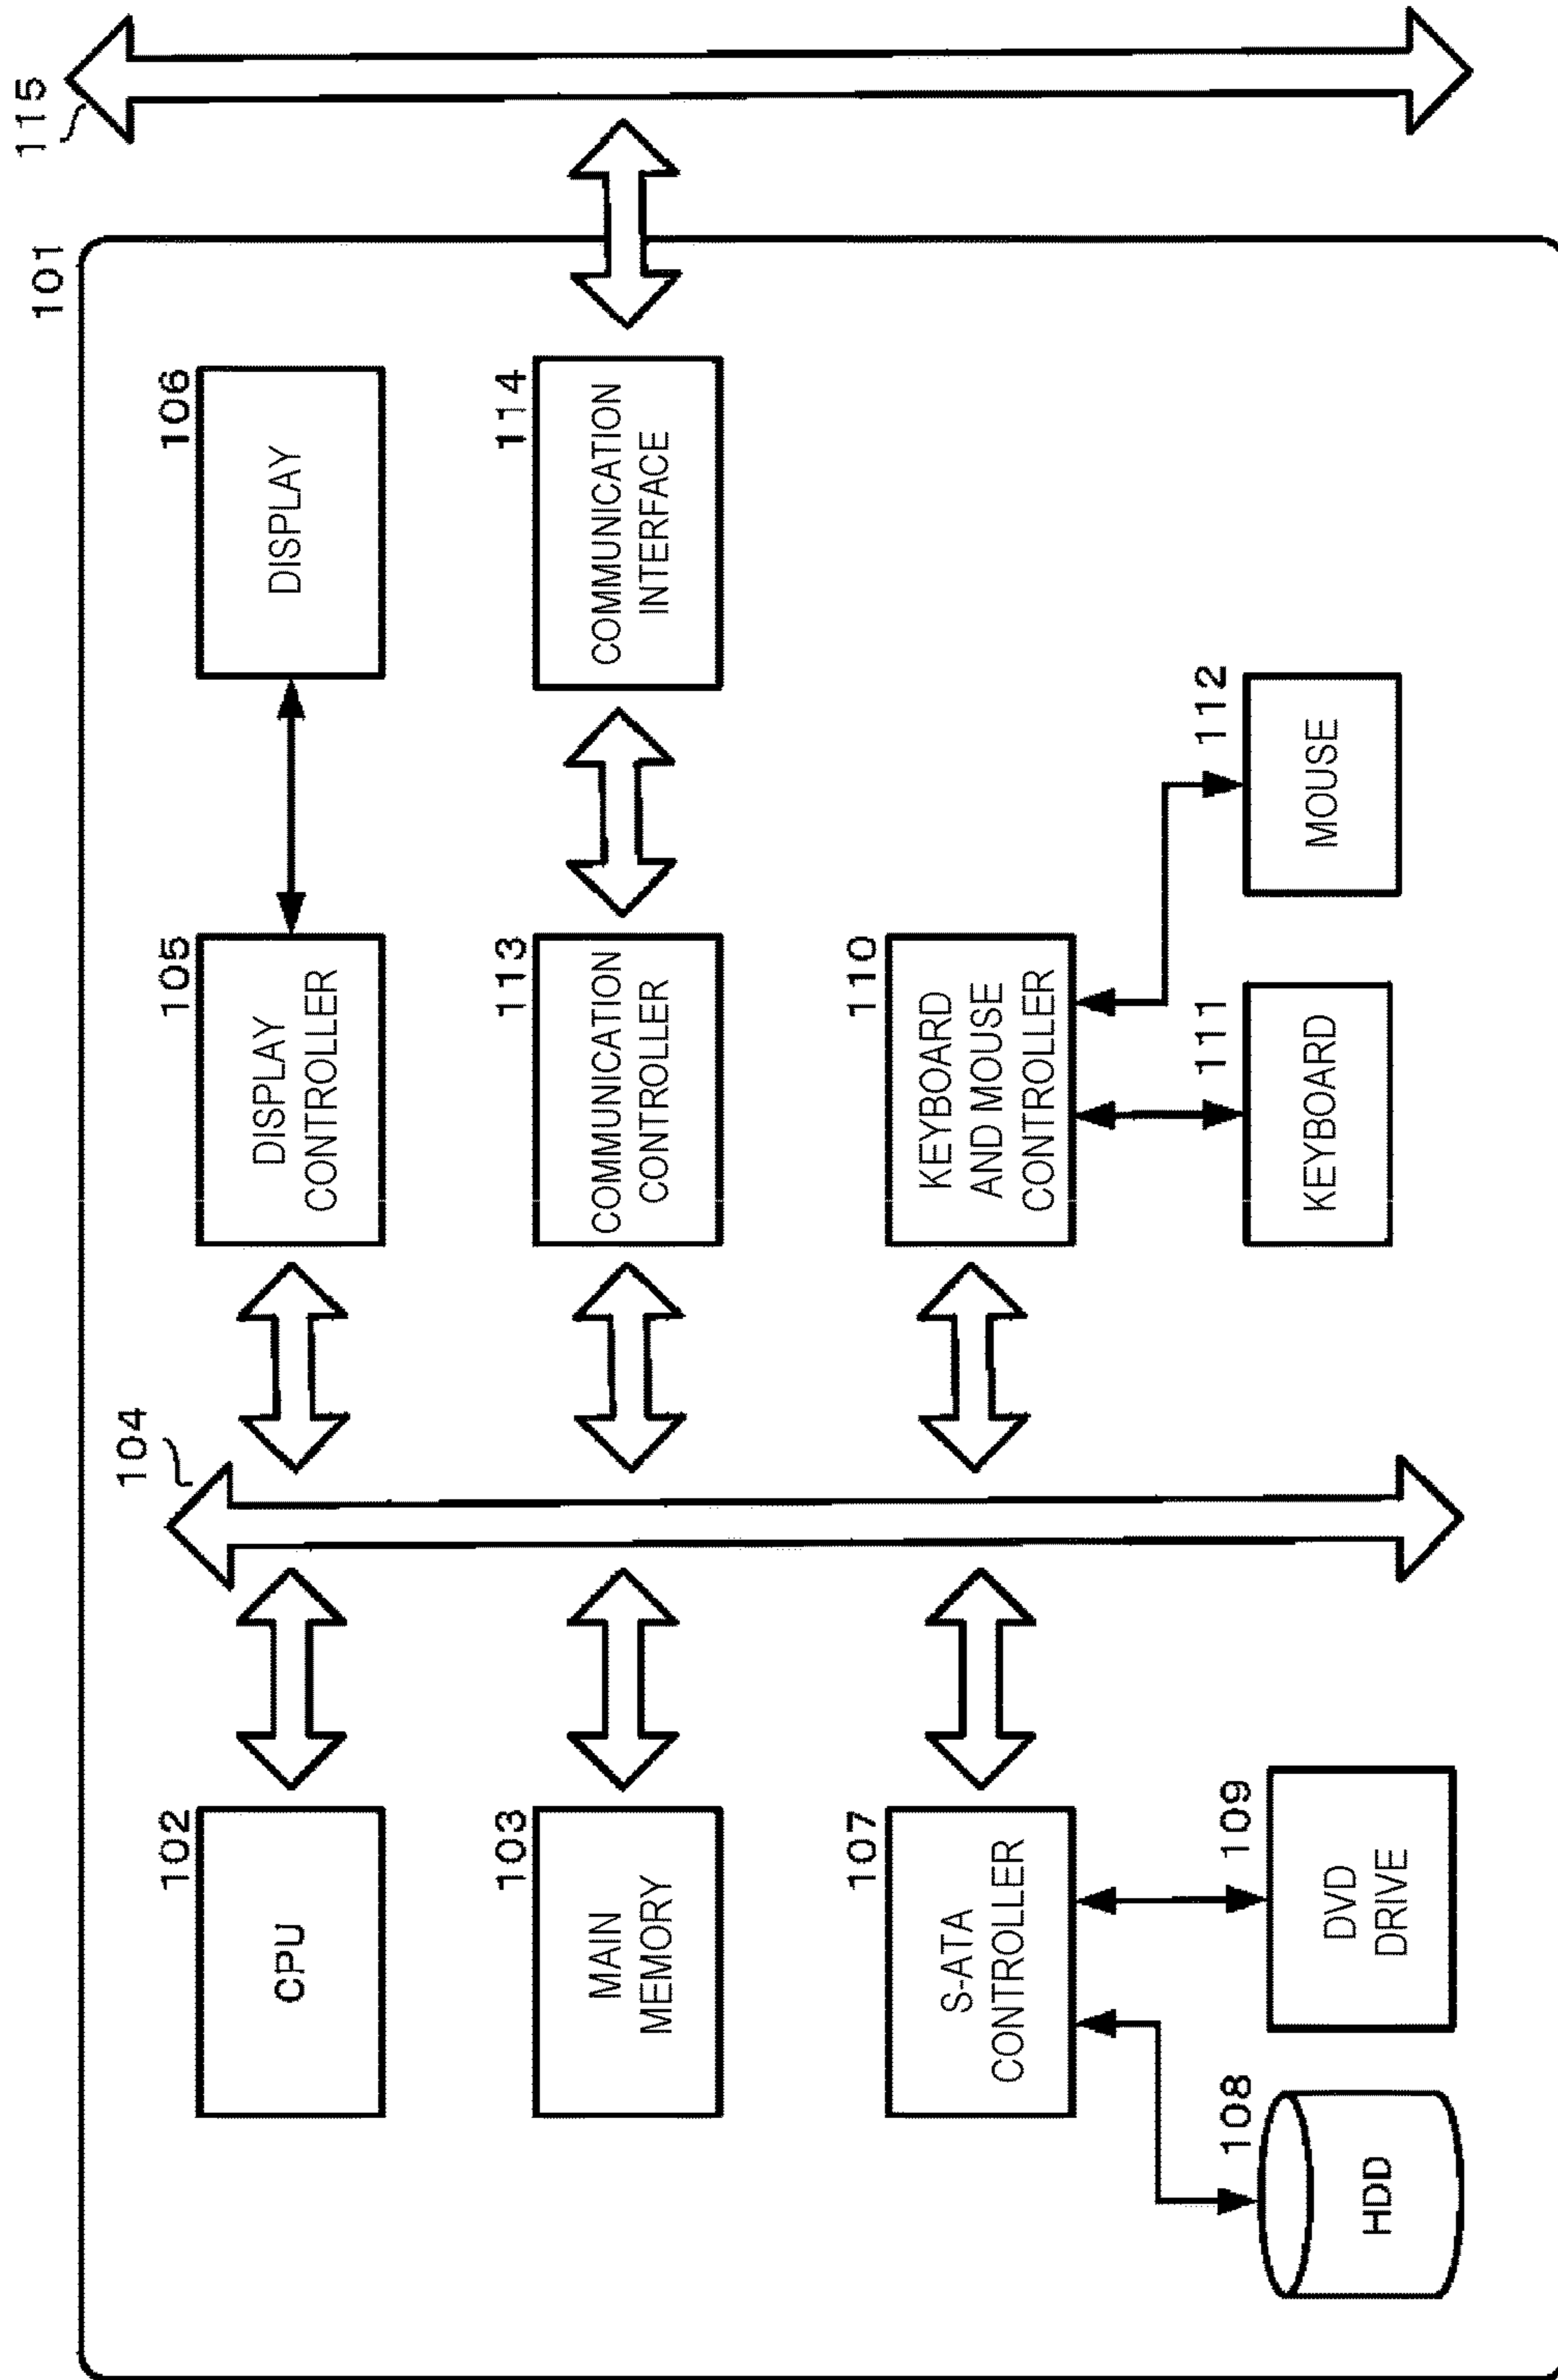 101
115
102
CPU
104
105
DISPLAY
CONTROLLER
106
DISPLAY
103
MAIN
MEMORY
113
COMMUNICATION
CONTROLLER
114
COMMUNICATION
INTERFACE
107
S-ATA
CONTROLLER
110
KEYBOARD
AND MOUSE
CONTROLLER
108
HDD
109
DVD
DRIVE
111
KEYBOARD
112
MOUSE